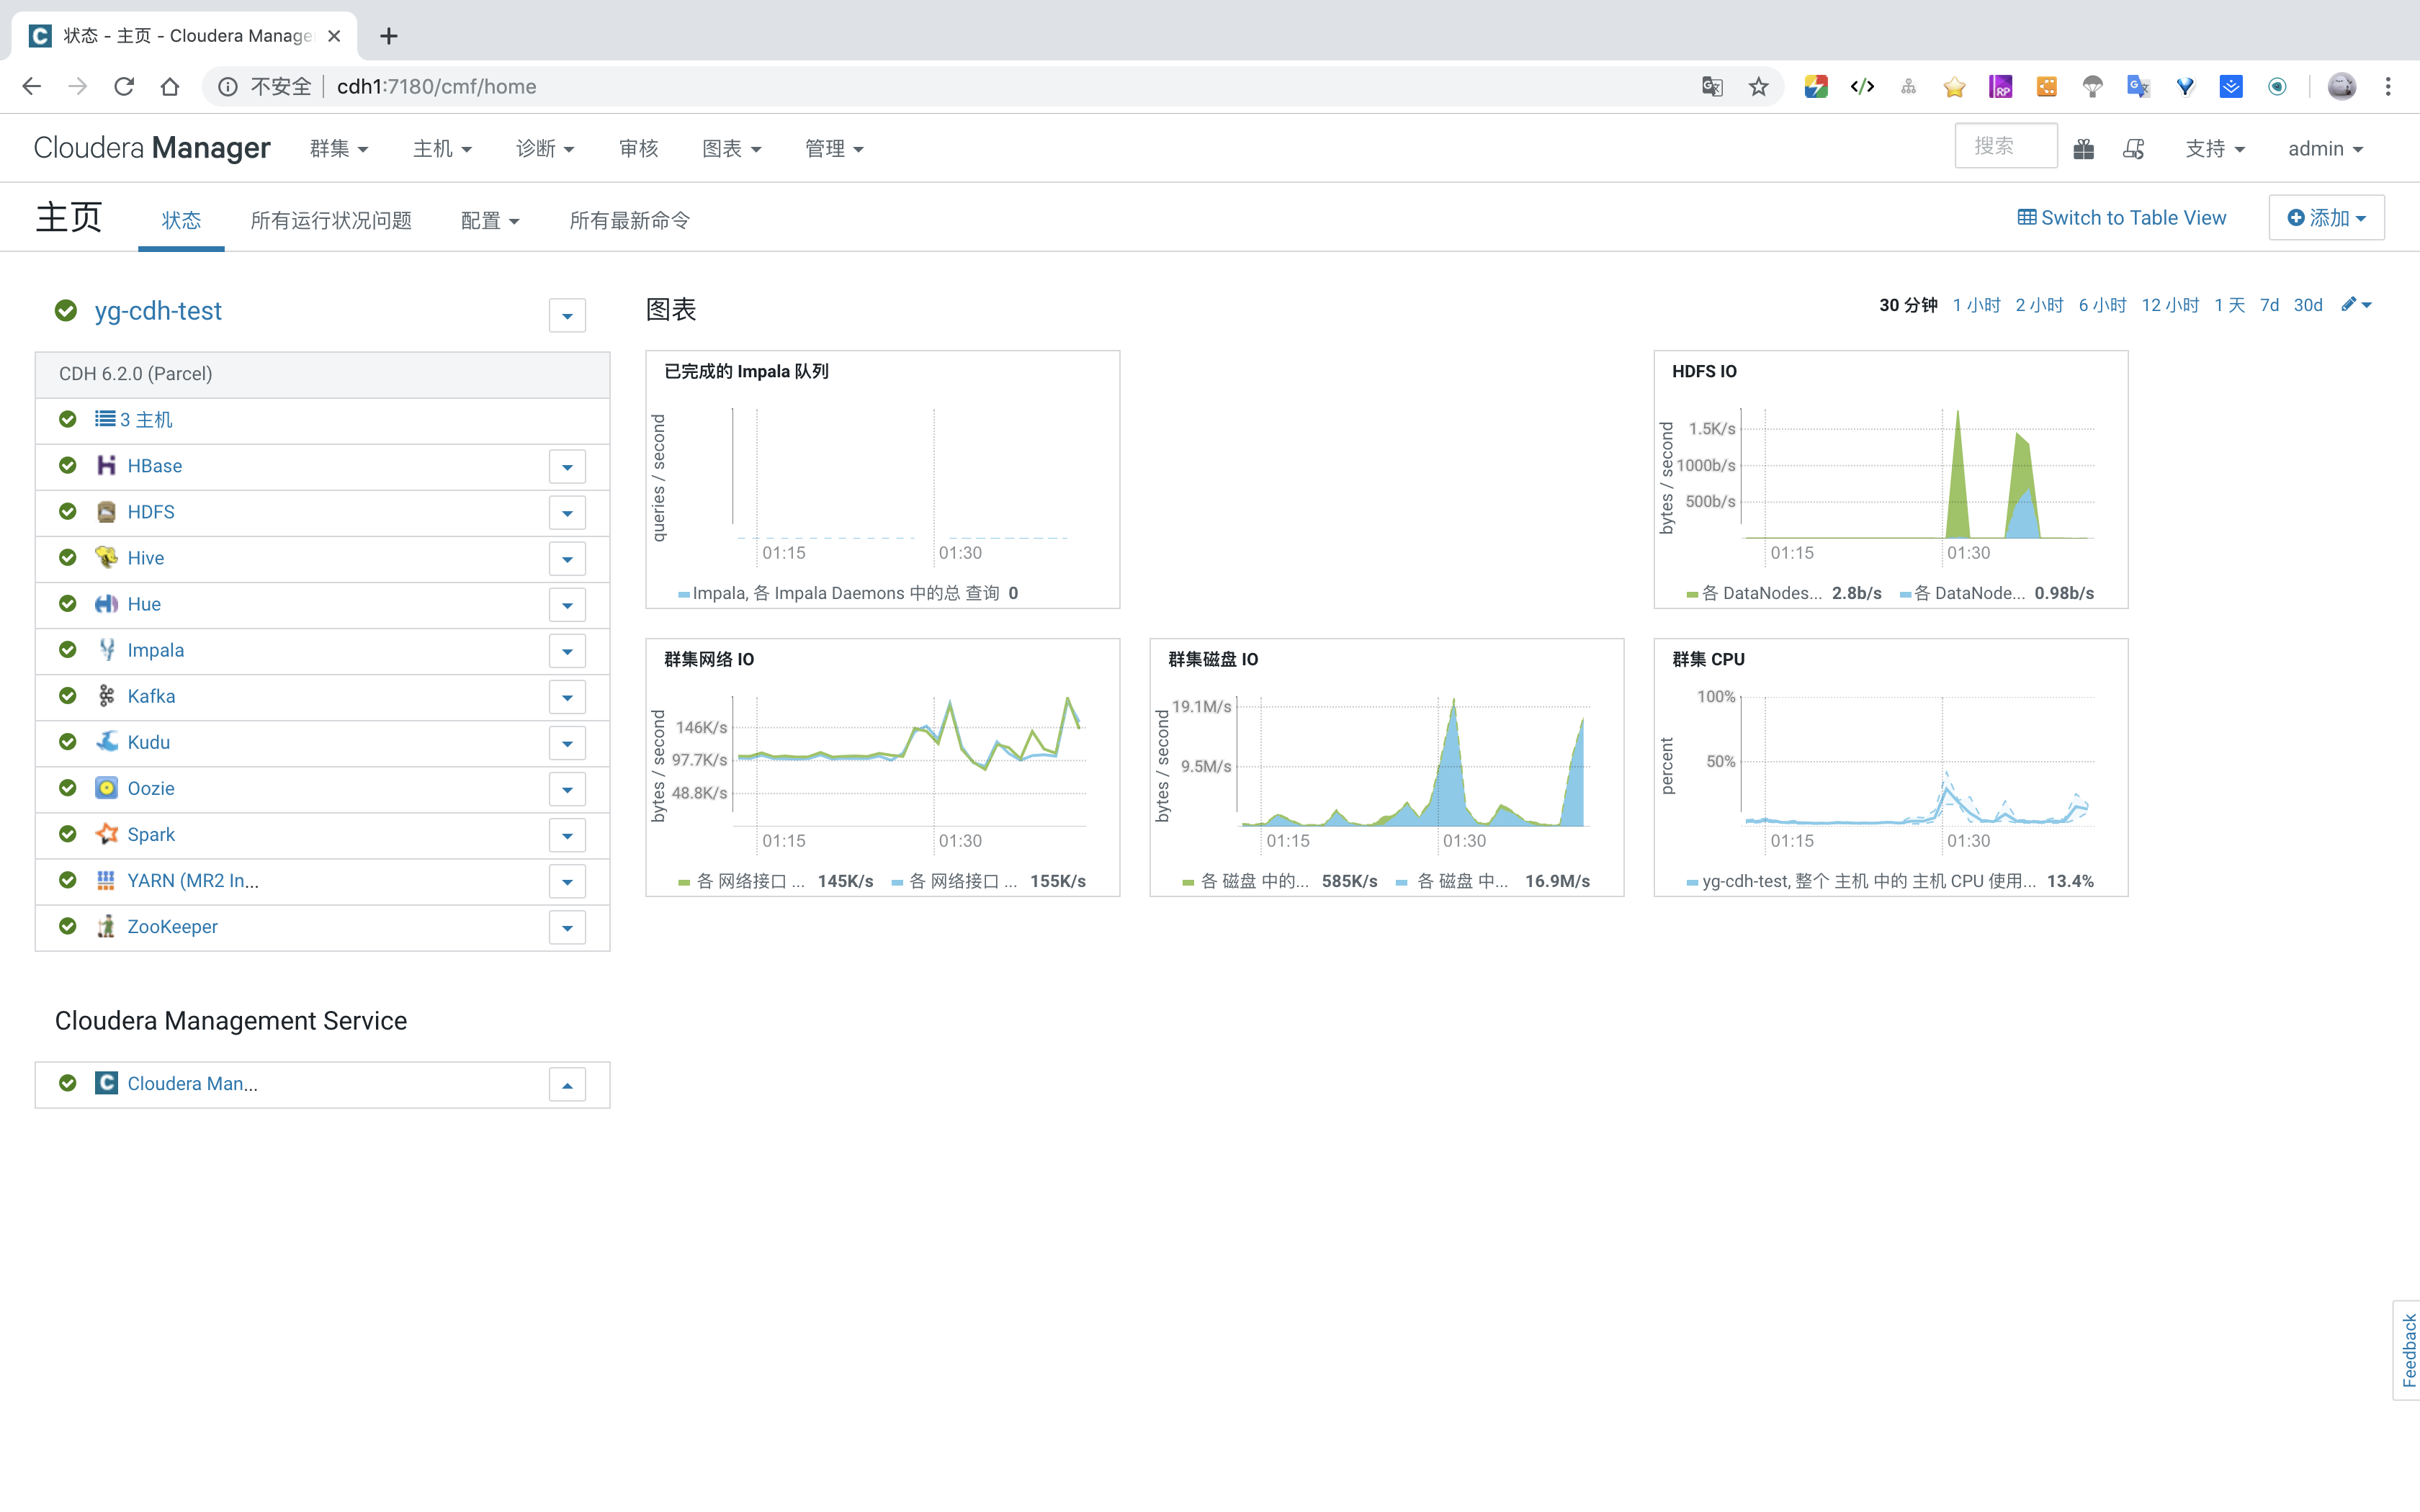 状态 - 主页 - Cloudera Manage
不安全 | cdh1:7180/cmf/home
Cloudera Manager 群集 主机 诊断 审核 图表 管理 搜索 支持 admin
主页 状态 所有运行状况问题 配置 所有最新命令 Switch to Table View 添加
yg-cdh-test
CDH 6.2.0 (Parcel)
3 主机
HBase
HDFS
Hive
Hue
Impala
Kafka
Kudu
Oozie
Spark
YARN (MR2 In...
ZooKeeper
Cloudera Management Service
Cloudera Man...
图表
30 分钟 1 小时 2 小时 6 小时 12 小时 1 天 7d 30d
已完成的 Impala 队列
queries / second
01:15 01:30
Impala, 各 Impala Daemons 中的总 查询 0
HDFS IO
bytes / second
1.5K/s
1000b/s
500b/s
01:15 01:30
各 DataNodes... 2.8b/s 各 DataNode... 0.98b/s
群集网络 IO
bytes / second
146K/s
97.7K/s
48.8K/s
01:15 01:30
各 网络接口 ... 145K/s 各 网络接口 ... 155K/s
群集磁盘 IO
bytes / second
19.1M/s
9.5M/s
01:15 01:30
各 磁盘 中的... 585K/s 各 磁盘 中... 16.9M/s
群集 CPU
percent
100%
50%
01:15 01:30
yg-cdh-test, 整个 主机 中的 主机 CPU 使用... 13.4%
Feedback